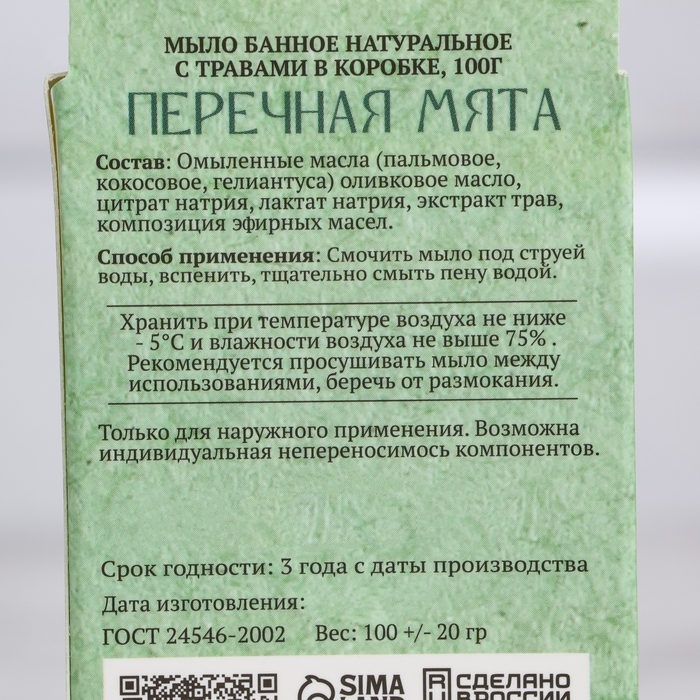 МЫЛО БАННОЕ НАТУРАЛЬНОЕ
С ТРАВАМИ В КОРОБКЕ, 100Г
ПЕРЕЧНАЯ МЯТА
Состав: Омыленные масла (пальмовое,
кокосовое, гелиантуса) оливковое масло,
цитрат натрия, лактат натрия, экстракт трав,
композиция эфирных масел.
Способ применения: Смочить мыло под струей
воды, вспенить, тщательно смыть пену водой.
Хранить при температуре воздуха не ниже
- 5°C и влажности воздуха не выше 75% .
Рекомендуется просушивать мыло между
использованиями, беречь от размокания.
Только для наружного применения. Возможна
индивидуальная непереносимось компонентов.
Срок годности: 3 года с даты производства
Дата изготовления:
ГОСТ 24546-2002 Вес: 100 +/- 20 гр
SIMA СДЕЛАНО
LAND В РОССИИ